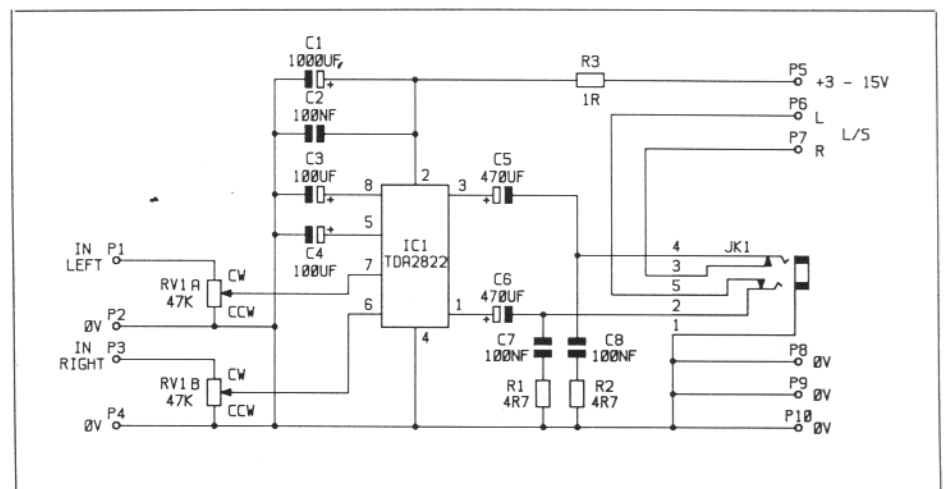 C1
1000UF
C2
100NF
C3
100UF
C4
100UF
R3
1R
P5
+3 - 15V
P6
L
P7
R
L/S
8
2
3
5
7
6
1
4
IC1
TDA2822
C5
470UF
C6
470UF
IN P1
LEFT
RV1A
47K
CW
CCW
0V P2
IN P3
RIGHT
RV1B
47K
CW
CCW
0V P4
4
JK1
3
5
2
1
C7
100NF
C8
100NF
R1
4R7
R2
4R7
P8
0V
P9
0V
P10
0V